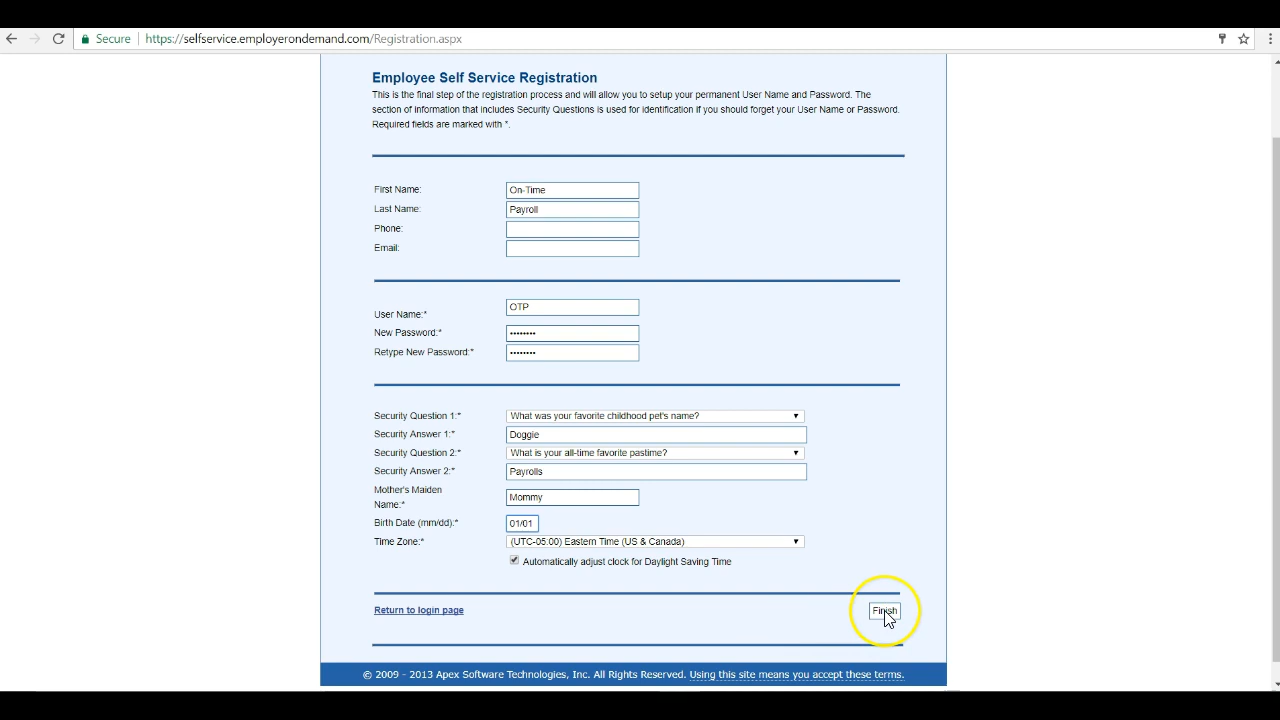 Secure https://selfservice.employerondemand.com/Registration.aspx
Employee Self Service Registration
This is the final step of the registration process and will allow you to setup your permanent User Name and Password. The
section of information that includes Security Questions is used for identification if you should forget your User Name or Password.
Required fields are marked with *.
First Name: On-Time
Last Name: Payroll
Phone:
Email:
User Name:* OTP
New Password:* ••••••••
Retype New Password:* ••••••••
Security Question 1:* What was your favorite childhood pet's name?
Security Answer 1:* Doggie
Security Question 2:* What is your all-time favorite pastime?
Security Answer 2:* Payrolls
Mother's Maiden
Name:* Mommy
Birth Date (mm/dd):* 01/01
Time Zone:* (UTC-05:00) Eastern Time (US & Canada)
Automatically adjust clock for Daylight Saving Time
Return to login page Finish
© 2009 - 2013 Apex Software Technologies, Inc. All Rights Reserved. Using this site means you accept these terms.